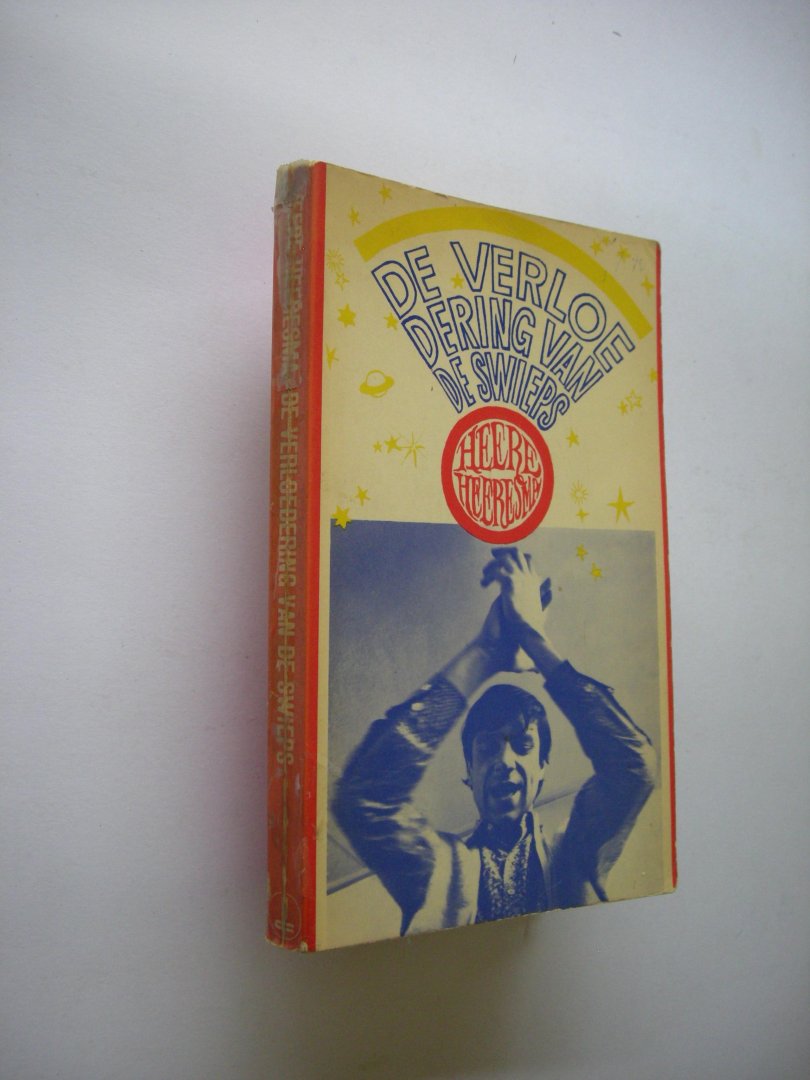 DE VERLOE
DERING VAN
DE SWIEPS
HEERE
HEERESMA
HEERESMA DE VERLOEDERING VAN DE SWIEPS